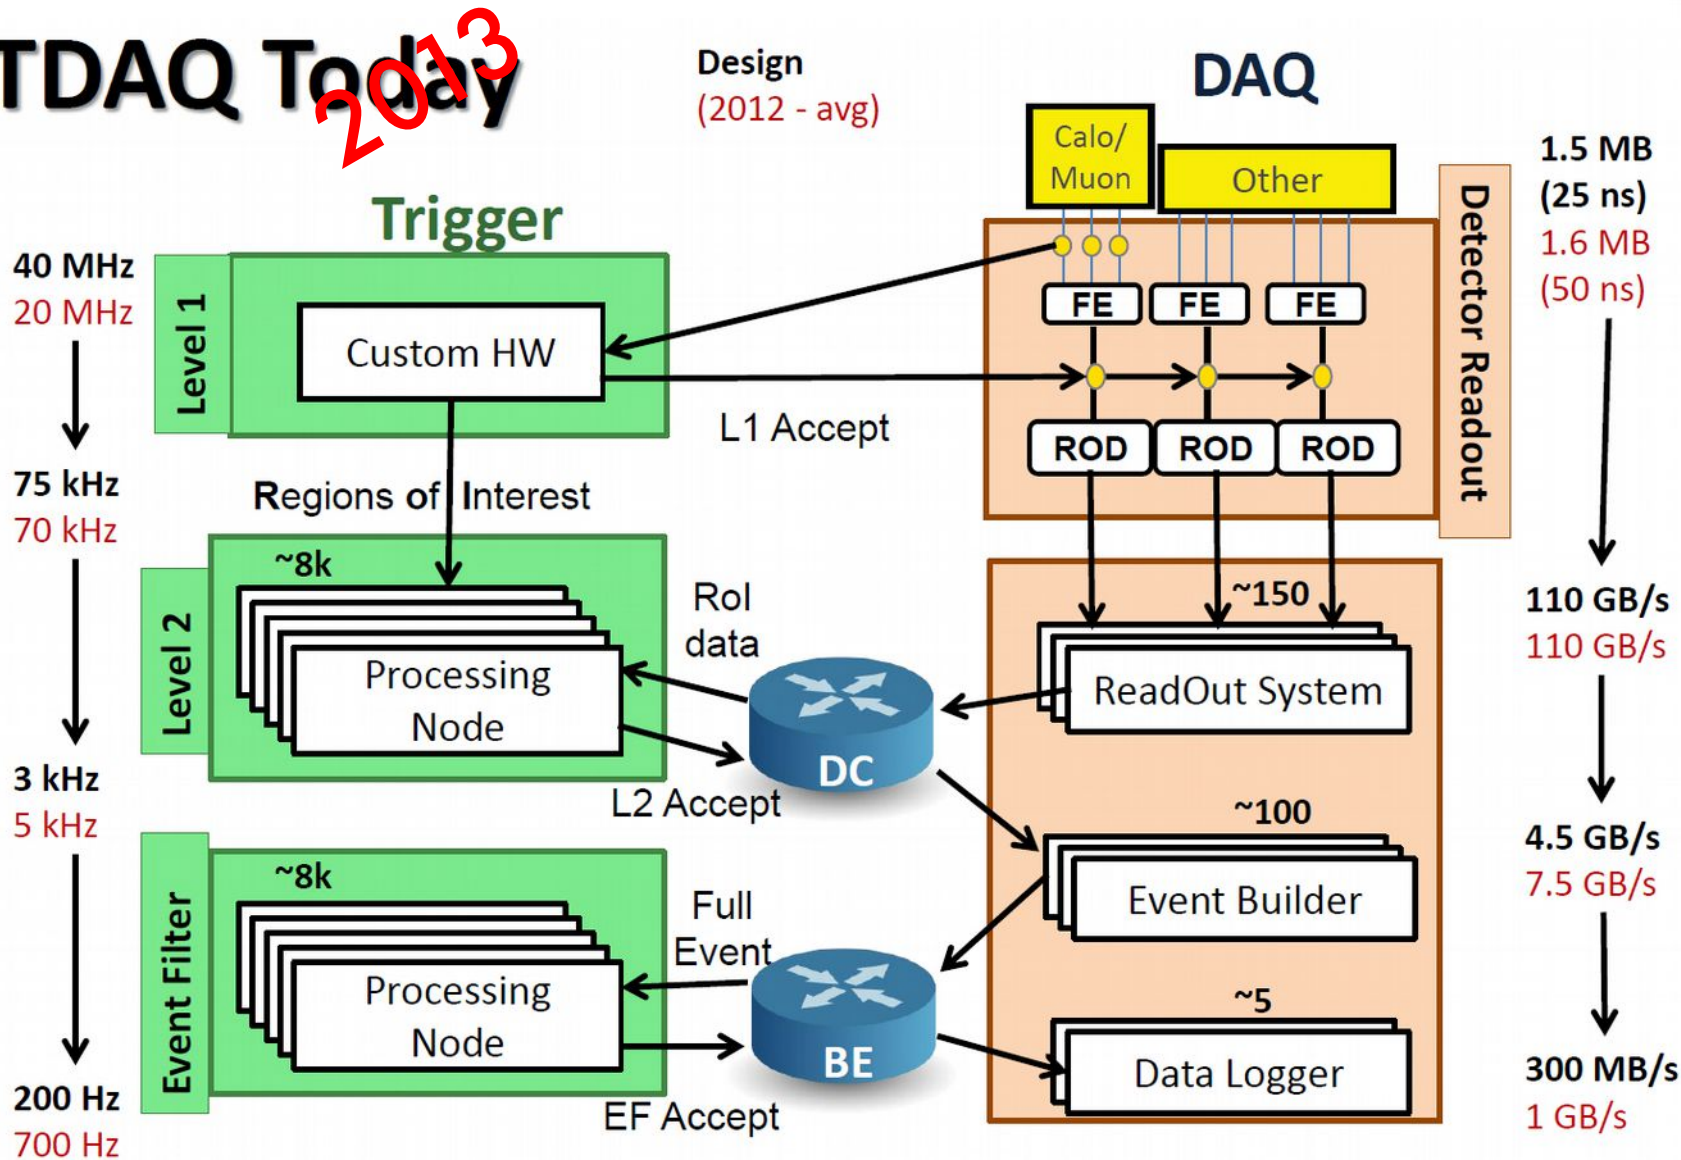 TDAQ Today
2013
Design
(2012 - avg)
DAQ
Trigger
40 MHz
20 MHz
75 kHz
70 kHz
3 kHz
5 kHz
200 Hz
700 Hz
Level 1
Custom HW
L1 Accept
Regions of Interest
Level 2
~8k
Processing
Node
RoI
data
L2 Accept
DC
Event Filter
~8k
Processing
Node
Full
Event
EF Accept
BE
Calo/
Muon
Other
FE
FE
FE
ROD
ROD
ROD
Detector Readout
~150
ReadOut System
~100
Event Builder
~5
Data Logger
1.5 MB
(25 ns)
1.6 MB
(50 ns)
110 GB/s
110 GB/s
4.5 GB/s
7.5 GB/s
300 MB/s
1 GB/s